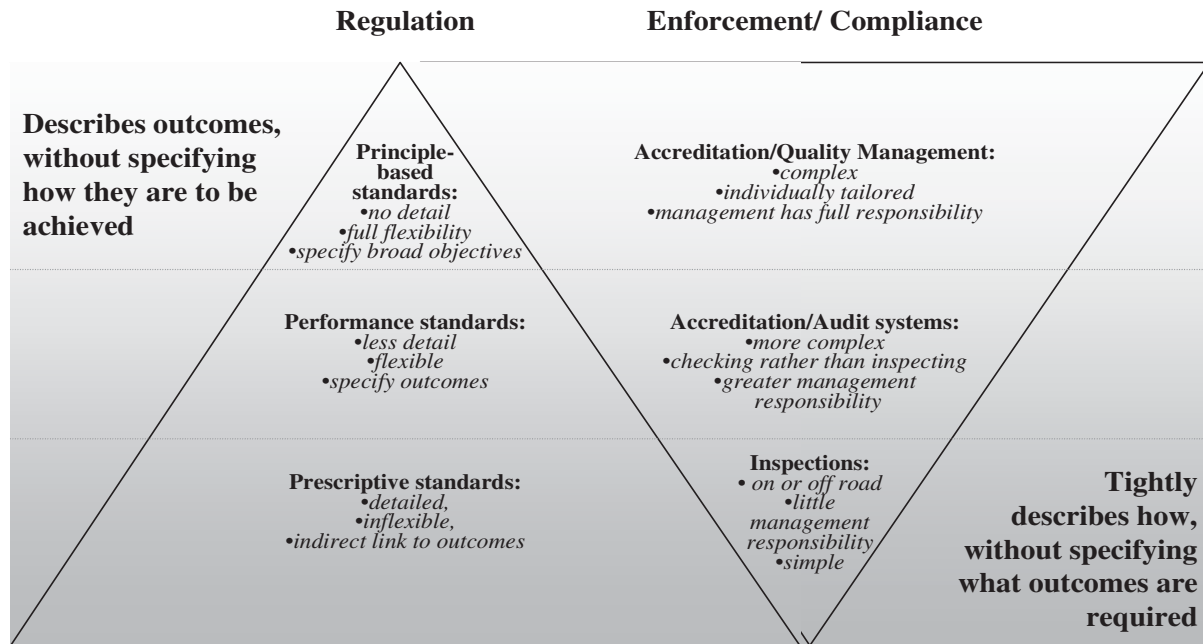 Regulation
Enforcement/ Compliance
Describes outcomes,
without specifying
how they are to be
achieved
Principle-
based
standards:
•no detail
•full flexibility
•specify broad objectives
Accreditation/Quality Management:
•complex
•individually tailored
•management has full responsibility
Performance standards:
•less detail
•flexible
•specify outcomes
Accreditation/Audit systems:
•more complex
•checking rather than inspecting
•greater management
responsibility
Prescriptive standards:
•detailed,
•inflexible,
•indirect link to outcomes
Inspections:
• on or off road
•little
management
responsibility
•simple
Tightly
describes how,
without specifying
what outcomes are
required